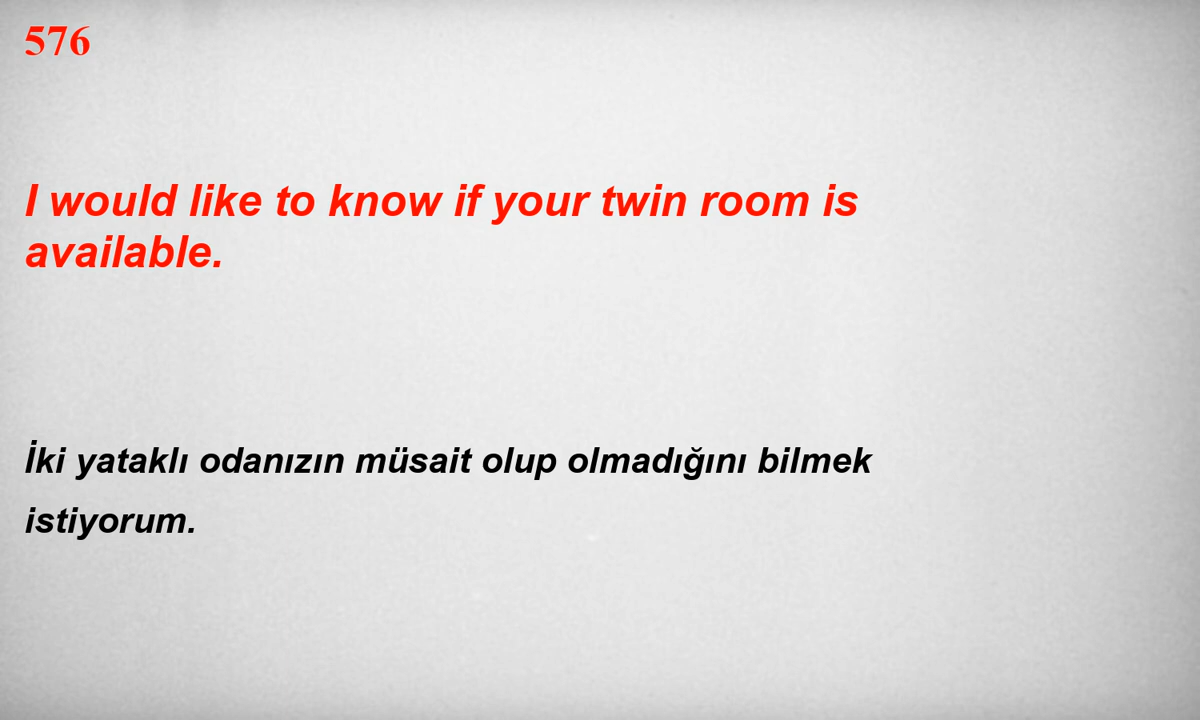 576
I would like to know if your twin room is
available.
İki yataklı odanızın müsait olup olmadığını bilmek
istiyorum.